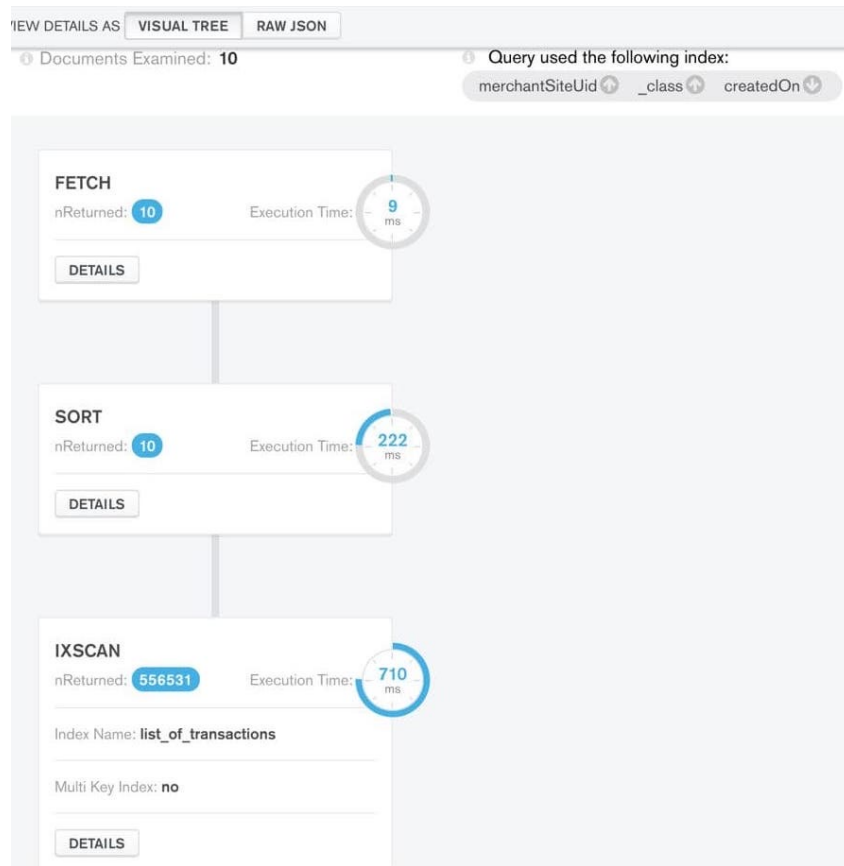 VIEW DETAILS AS VISUAL TREE RAW JSON
Documents Examined: 10
Query used the following index:
merchantSiteUid _class createdOn
FETCH
nReturned: 10 Execution Time: 9 ms
DETAILS
SORT
nReturned: 10 Execution Time: 222 ms
DETAILS
IXSCAN
nReturned: 556531 Execution Time: 710 ms
Index Name: list_of_transactions
Multi Key Index: no
DETAILS